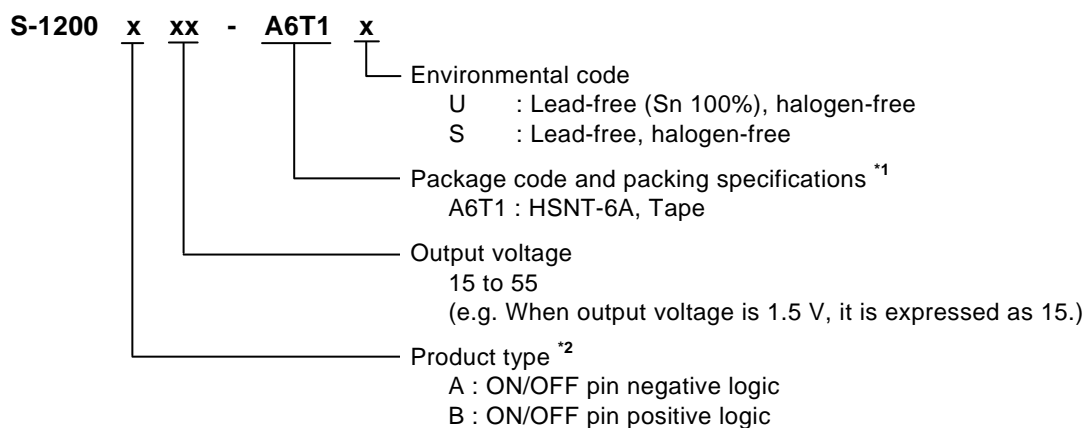 S-1200 x xx - A6T1 x
Environmental code
U : Lead-free (Sn 100%), halogen-free
S : Lead-free, halogen-free
Package code and packing specifications *1
A6T1 : HSNT-6A, Tape
Output voltage
15 to 55
(e.g. When output voltage is 1.5 V, it is expressed as 15.)
Product type *2
A : ON/OFF pin negative logic
B : ON/OFF pin positive logic